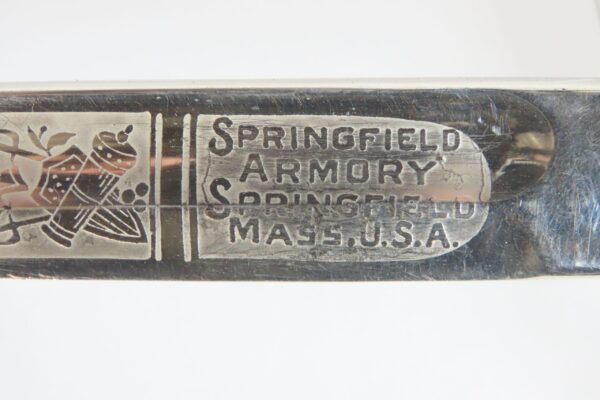 SPRINGFIELD
ARMORY
SPRINGFIELD
MASS. U.S.A.